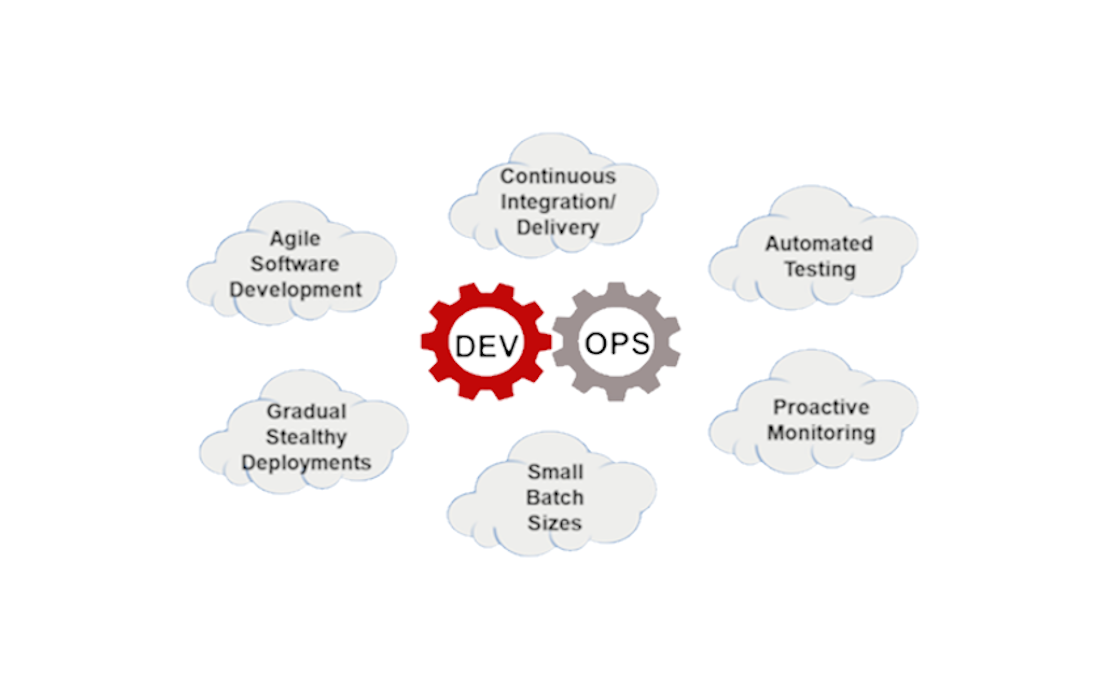 Continuous
Integration/
Delivery
Agile
Software
Development
Automated
Testing
DEV
OPS
Gradual
Stealthy
Deployments
Proactive
Monitoring
Small
Batch
Sizes